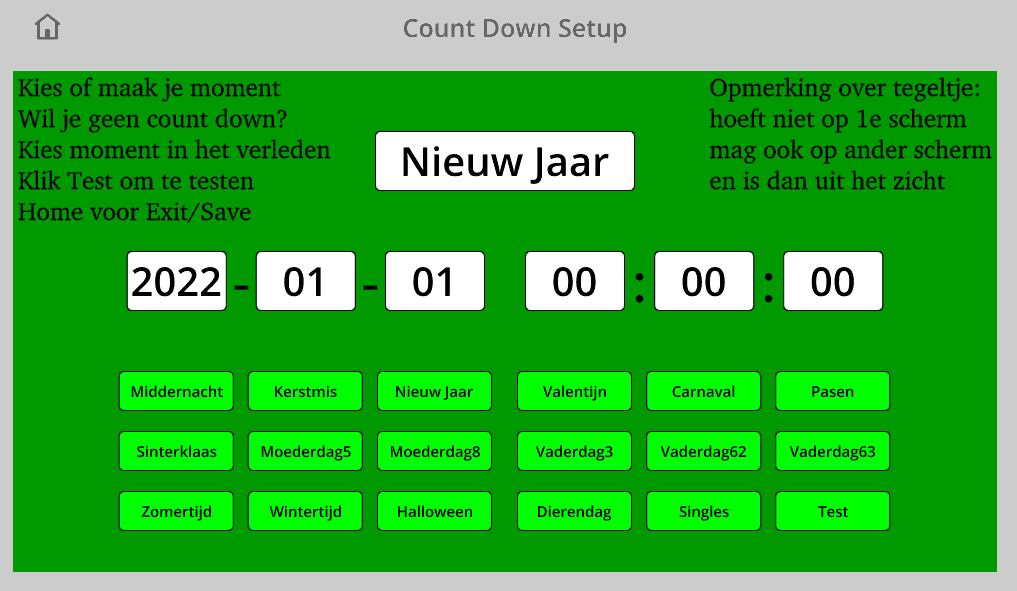 Count Down Setup
Kies of maak je moment
Wil je geen count down?
Kies moment in het verleden
Klik Test om te testen
Home voor Exit/Save
Opmerking over tegeltje:
hoeft niet op 1e scherm
mag ook op ander scherm
en is dan uit het zicht
Nieuw Jaar
2022-01-01 00:00:00
Middernacht Kerstmis Nieuw Jaar Valentijn Carnaval Pasen
Sinterklaas Moederdag5 Moederdag8 Vaderdag3 Vaderdag62 Vaderdag63
Zomertijd Wintertijd Halloween Dierendag Singles Test